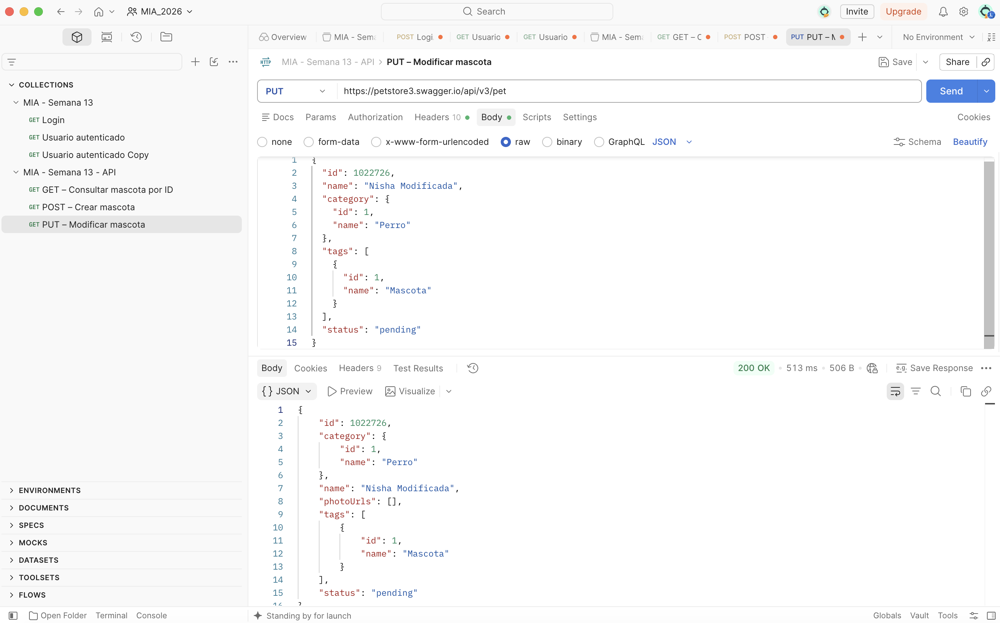 MIA_2026
Search
Invite
Upgrade
Overview
MIA - Sema
POST Logi
GET Usuario
GET Usuario
MIA - Sema
GET GET – C
POST POST
PUT PUT – M
No Environment
COLLECTIONS
MIA - Semana 13
GET Login
GET Usuario autenticado
GET Usuario autenticado Copy
MIA - Semana 13 - API
GET GET – Consultar mascota por ID
GET POST – Crear mascota
GET PUT – Modificar mascota
ENVIRONMENTS
DOCUMENTS
SPECS
MOCKS
DATASETS
TOOLSETS
FLOWS
HTTP MIA - Semana 13 - API > PUT – Modificar mascota
Save
Share
PUT https://petstore3.swagger.io/api/v3/pet
Send
Docs Params Authorization Headers 10 Body Scripts Settings Cookies
none form-data x-www-form-urlencoded raw binary GraphQL JSON Schema Beautify
1 {
2 "id": 1022726,
3 "name": "Nisha Modificada",
4 "category": {
5 "id": 1,
6 "name": "Perro"
7 },
8 "tags": [
9 {
10 "id": 1,
11 "name": "Mascota"
12 }
13 ],
14 "status": "pending"
15 }
Body Cookies Headers 9 Test Results 200 OK • 513 ms • 506 B • e.g. Save Response
{} JSON Preview Visualize
1 {
2 "id": 1022726,
3 "category": {
4 "id": 1,
5 "name": "Perro"
6 },
7 "name": "Nisha Modificada",
8 "photoUrls": [],
9 "tags": [
10 {
11 "id": 1,
12 "name": "Mascota"
13 }
14 ],
15 "status": "pending"
16 }
Open Folder Terminal Console Standing by for launch Globals Vault Tools